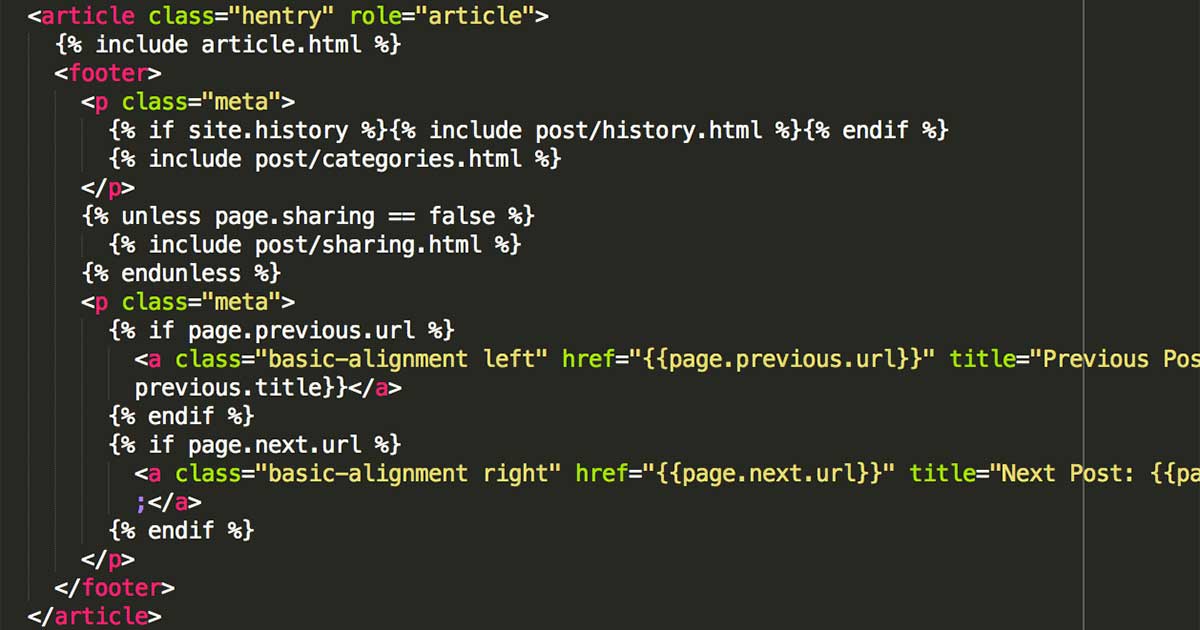 <article class="hentry" role="article">
{% include article.html %}
<footer>
<p class="meta">
{% if site.history %}{% include post/history.html %}{% endif %}
{% include post/categories.html %}
</p>
{% unless page.sharing == false %}
{% include post/sharing.html %}
{% endunless %}
<p class="meta">
{% if page.previous.url %}
<a class="basic-alignment left" href="{{page.previous.url}}" title="Previous Pos
previous.title}}</a>
{% endif %}
{% if page.next.url %}
<a class="basic-alignment right" href="{{page.next.url}}" title="Next Post: {{pa
;</a>
{% endif %}
</p>
</footer>
</article>